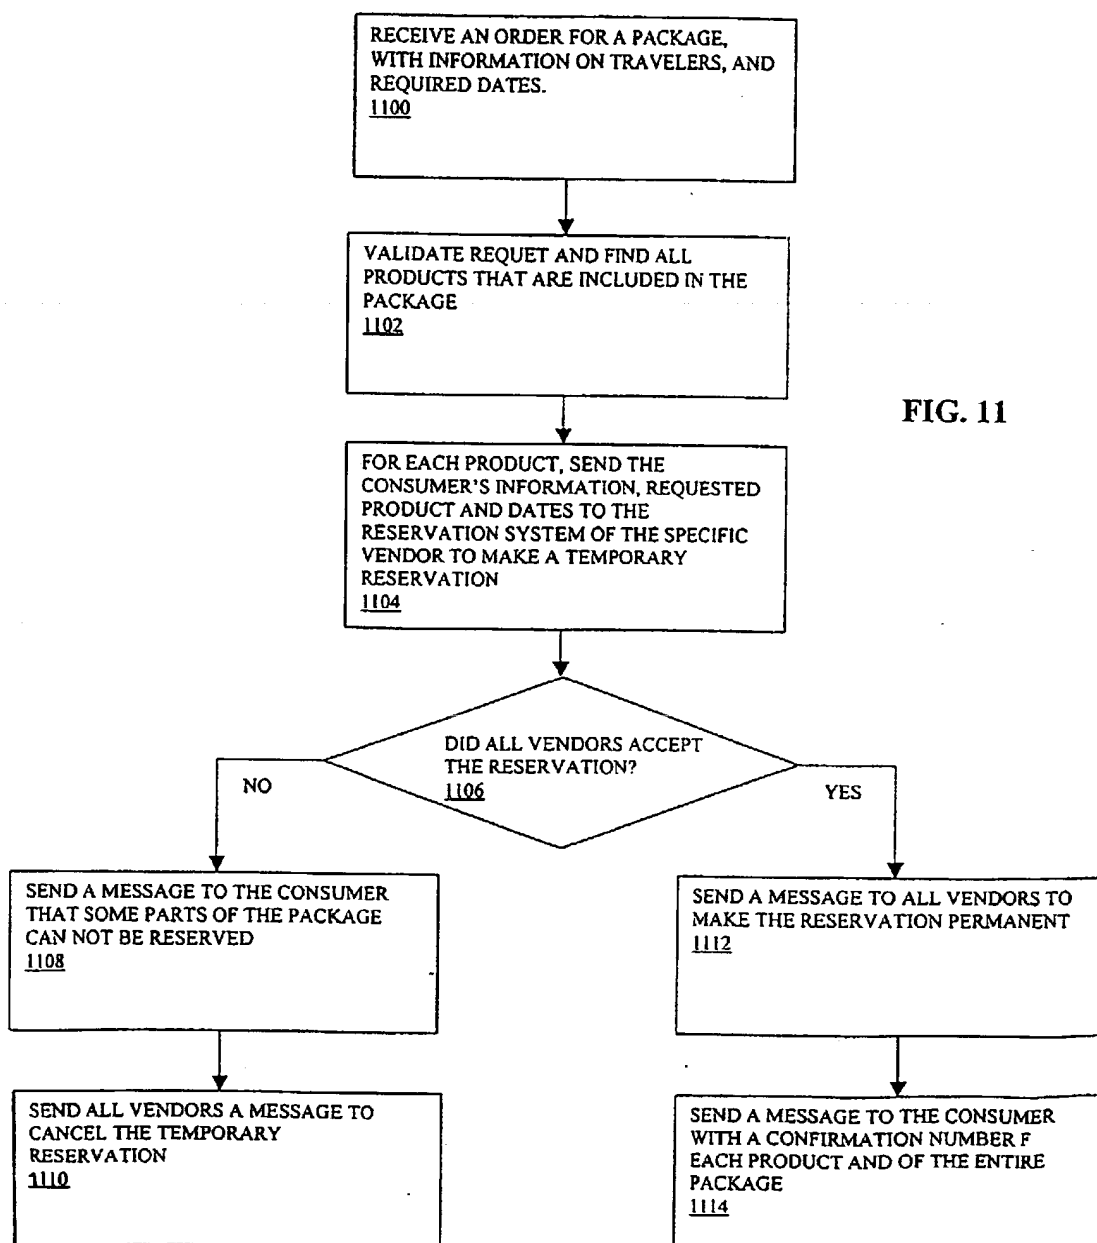 RECEIVE AN ORDER FOR A PACKAGE,
WITH INFORMATION ON TRAVELERS, AND
REQUIRED DATES.
1100
VALIDATE REQUET AND FIND ALL
PRODUCTS THAT ARE INCLUDED IN THE
PACKAGE
1102
FIG. 11
FOR EACH PRODUCT, SEND THE
CONSUMER'S INFORMATION, REQUESTED
PRODUCT AND DATES TO THE
RESERVATION SYSTEM OF THE SPECIFIC
VENDOR TO MAKE A TEMPORARY
RESERVATION
1104
DID ALL VENDORS ACCEPT
THE RESERVATION?
1106
NO
YES
SEND A MESSAGE TO THE CONSUMER
THAT SOME PARTS OF THE PACKAGE
CAN NOT BE RESERVED
1108
SEND A MESSAGE TO ALL VENDORS TO
MAKE THE RESERVATION PERMANENT
1112
SEND ALL VENDORS A MESSAGE TO
CANCEL THE TEMPORARY
RESERVATION
1110
SEND A MESSAGE TO THE CONSUMER
WITH A CONFIRMATION NUMBER F
EACH PRODUCT AND OF THE ENTIRE
PACKAGE
1114